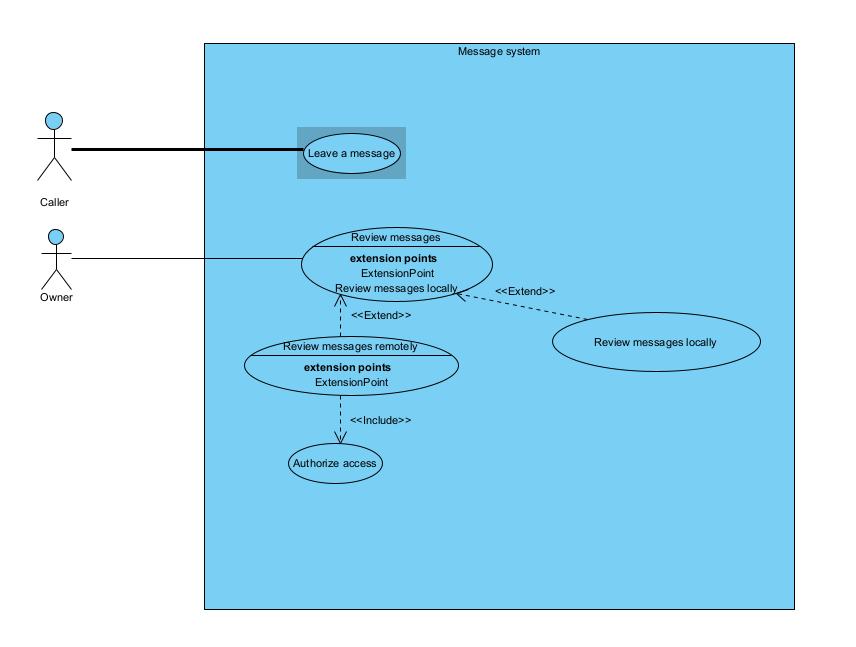 Message system
Leave a message
Caller
Owner
Review messages
extension points
ExtensionPoint
Review messages locally
<<Extend>>
<<Extend>>
Review messages locally
Review messages remotely
extension points
ExtensionPoint
<<Include>>
Authorize access